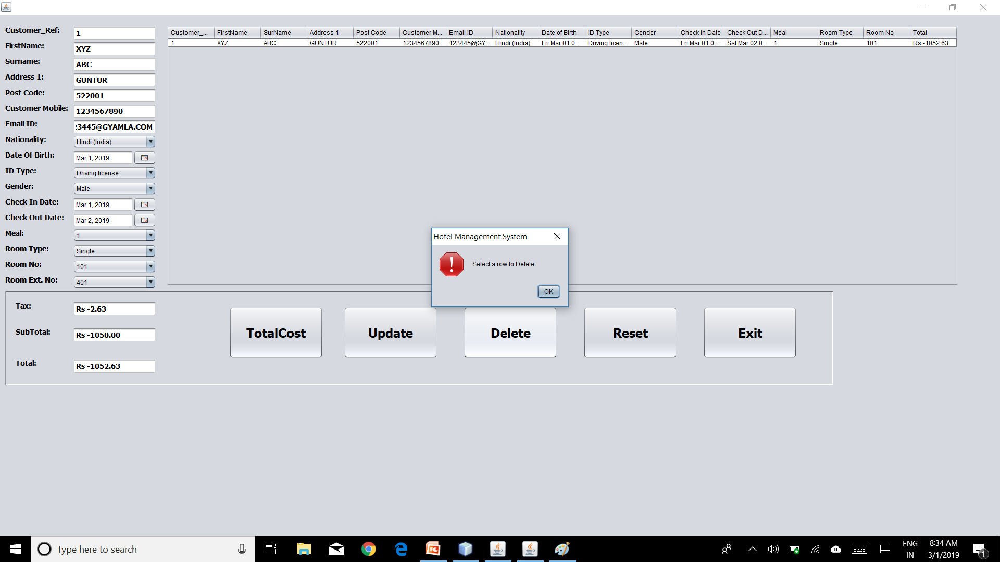 Customer_Ref: 1
FirstName: XYZ
Surname: ABC
Address 1: GUNTUR
Post Code: 522001
Customer Mobile: 1234567890
Email ID: 3445@GYAMLA.COM
Nationality: Hindi (India)
Date Of Birth: Mar 1, 2019
ID Type: Driving license
Gender: Male
Check In Date: Mar 1, 2019
Check Out Date: Mar 2, 2019
Meal: 1
Room Type: Single
Room No: 101
Room Ext. No: 401
Customer_... FirstName SurName Address 1 Post Code Customer M... Email ID Nationality Date of Birth ID Type Gender Check In Date Check Out D... Meal Room Type Room No Total
1 XYZ ABC GUNTUR 522001 1234567890 123445@GY... Hindi (India) Fri Mar 01 0... Driving licen... Male Fri Mar 01 0... Sat Mar 02 0... 1 Single 101 Rs -1052.63
Hotel Management System
Select a row to Delete
OK
Tax: Rs -2.63
SubTotal: Rs -1050.00
Total: Rs -1052.63
TotalCost Update Delete Reset Exit
Type here to search
ENG
IN
8:34 AM
3/1/2019
1